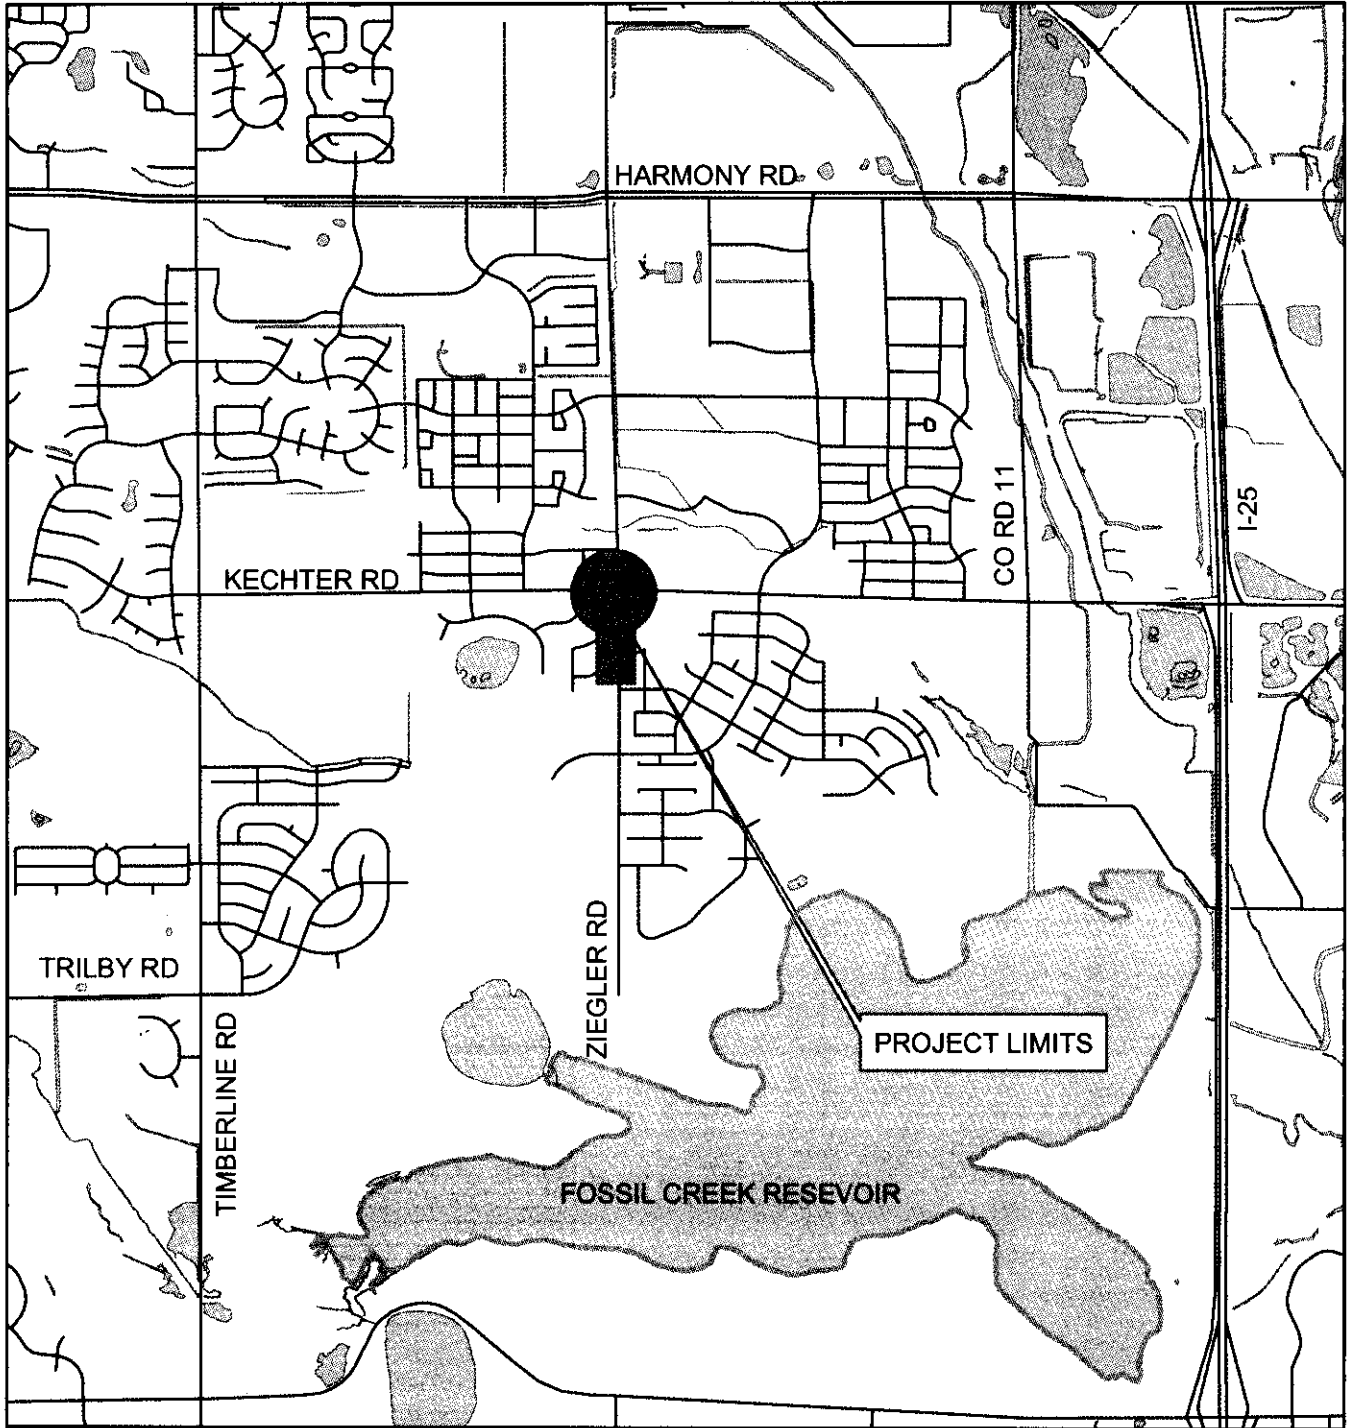 HARMONY RD
KECHTER RD
CO RD 11
I-25
TRILBY RD
TIMBERLINE RD
ZIEGLER RD
PROJECT LIMITS
FOSSIL CREEK RESEVOIR